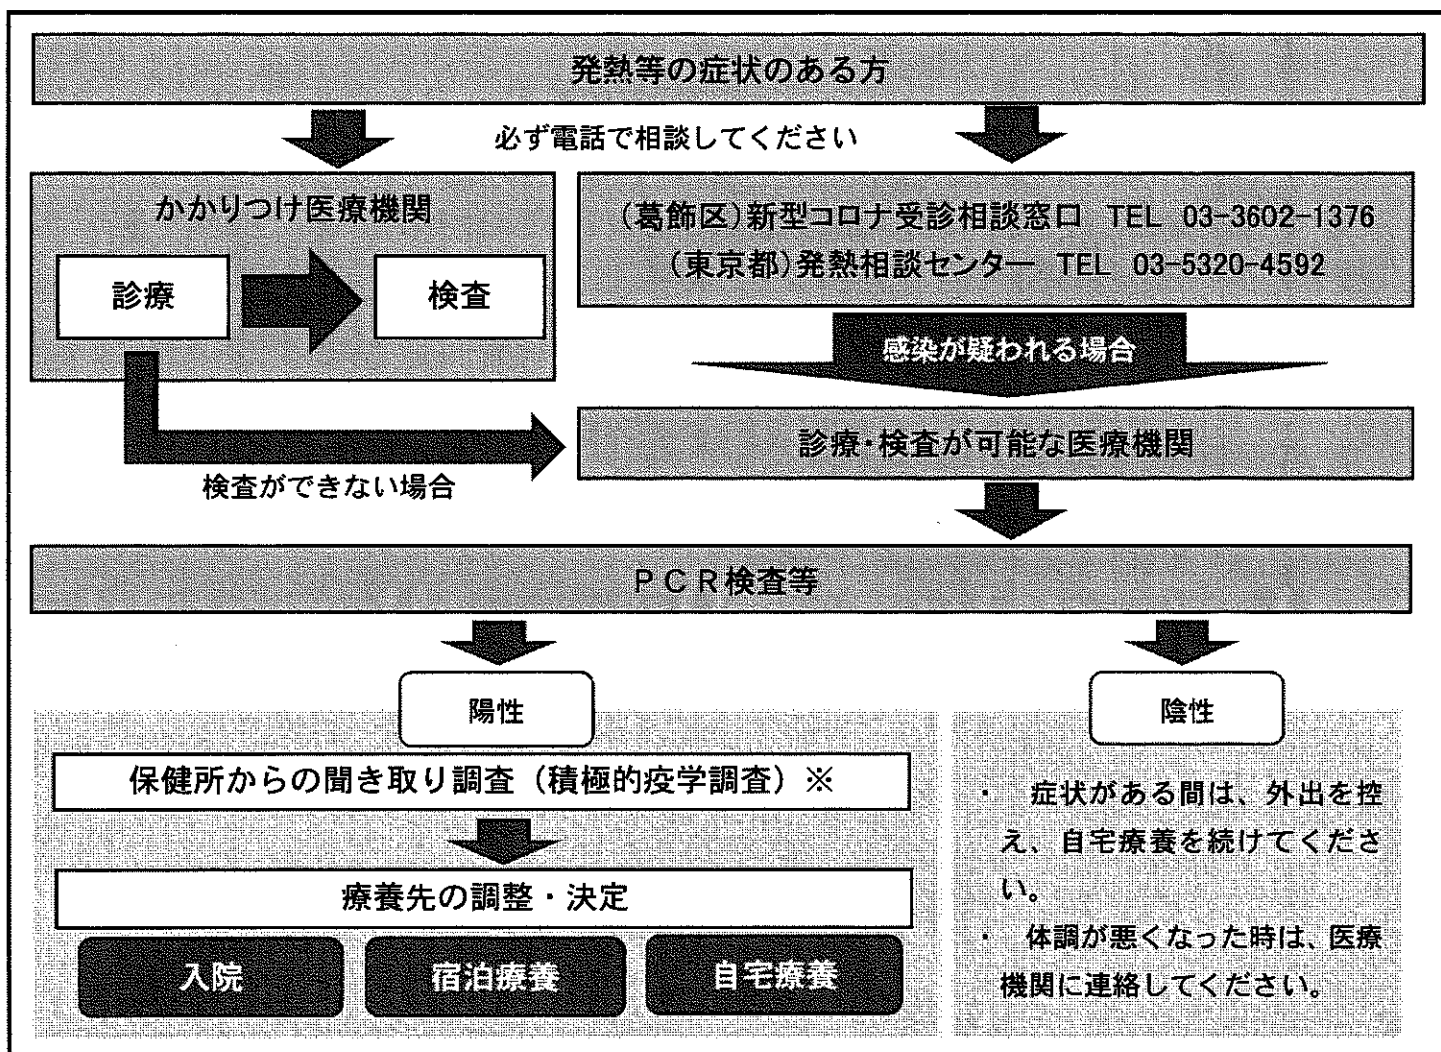 発熱等の症状のある方
必ず電話で相談してください
かかりつけ医療機関
診療
検査
(葛飾区)新型コロナ受診相談窓口 TEL 03-3602-1376
(東京都)発熱相談センター TEL 03-5320-4592
感染が疑われる場合
診療・検査が可能な医療機関
検査ができない場合
PCR検査等
陽性
保健所からの聞き取り調査(積極的疫学調査)※
療養先の調整・決定
入院
宿泊療養
自宅療養
陰性
・ 症状がある間は、外出を控
え、自宅療養を続けてくださ
い。
・ 体調が悪くなった時は、医療
機関に連絡してください。